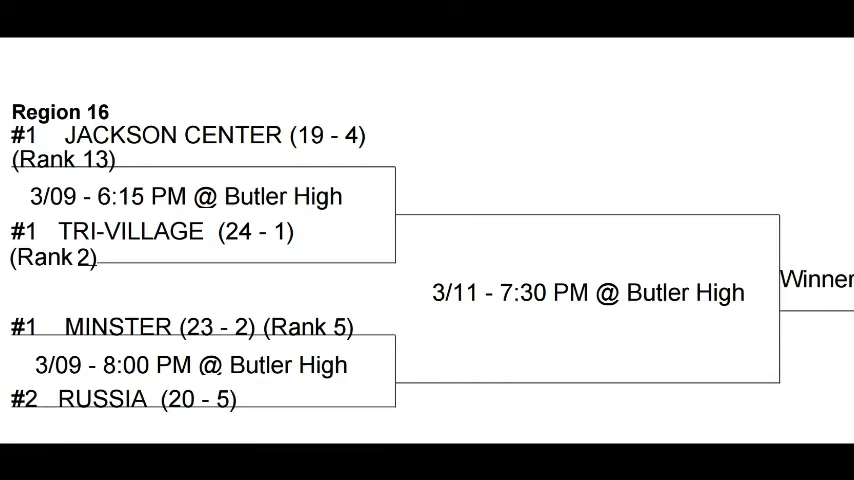 Region 16
#1 JACKSON CENTER (19 - 4)
(Rank 13)
3/09 - 6:15 PM @ Butler High
#1 TRI-VILLAGE (24 - 1)
(Rank 2)
3/11 - 7:30 PM @ Butler High
Winner
#1 MINSTER (23 - 2) (Rank 5)
3/09 - 8:00 PM @ Butler High
#2 RUSSIA (20 - 5)